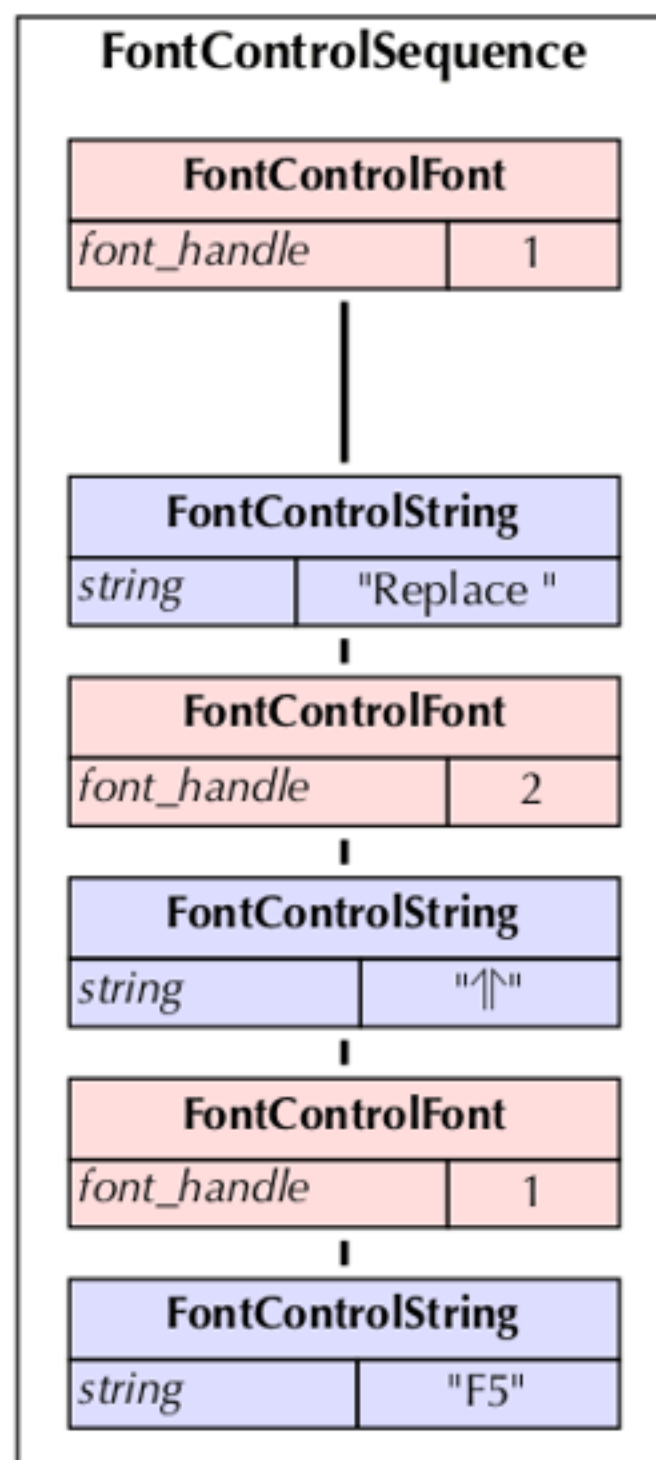 FontControlSequence
FontControlFont
font_handle 1
FontControlString
string "Replace "
FontControlFont
font_handle 2
FontControlString
string "⥣"
FontControlFont
font_handle 1
FontControlString
string "F5"